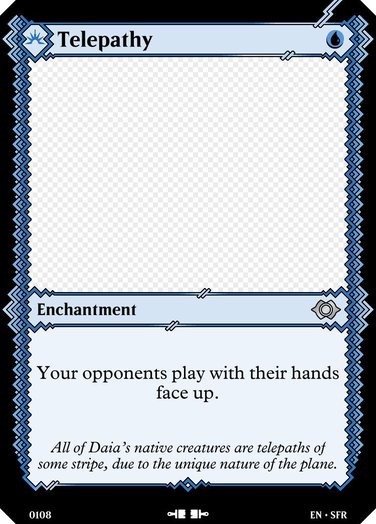 Telepathy
Enchantment
Your opponents play with their hands
face up.
All of Daia's native creatures are telepaths of
some stripe, due to the unique nature of the plane.
0108
EN • SFR